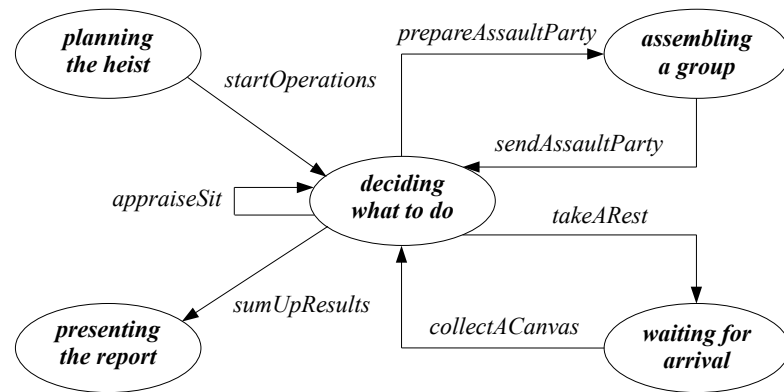 planning
the heist
prepareAssaultParty
assembling
a group
startOperations
sendAssaultParty
appraiseSit
deciding
what to do
takeARest
sumUpResults
collectACanvas
presenting
the report
waiting for
arrival